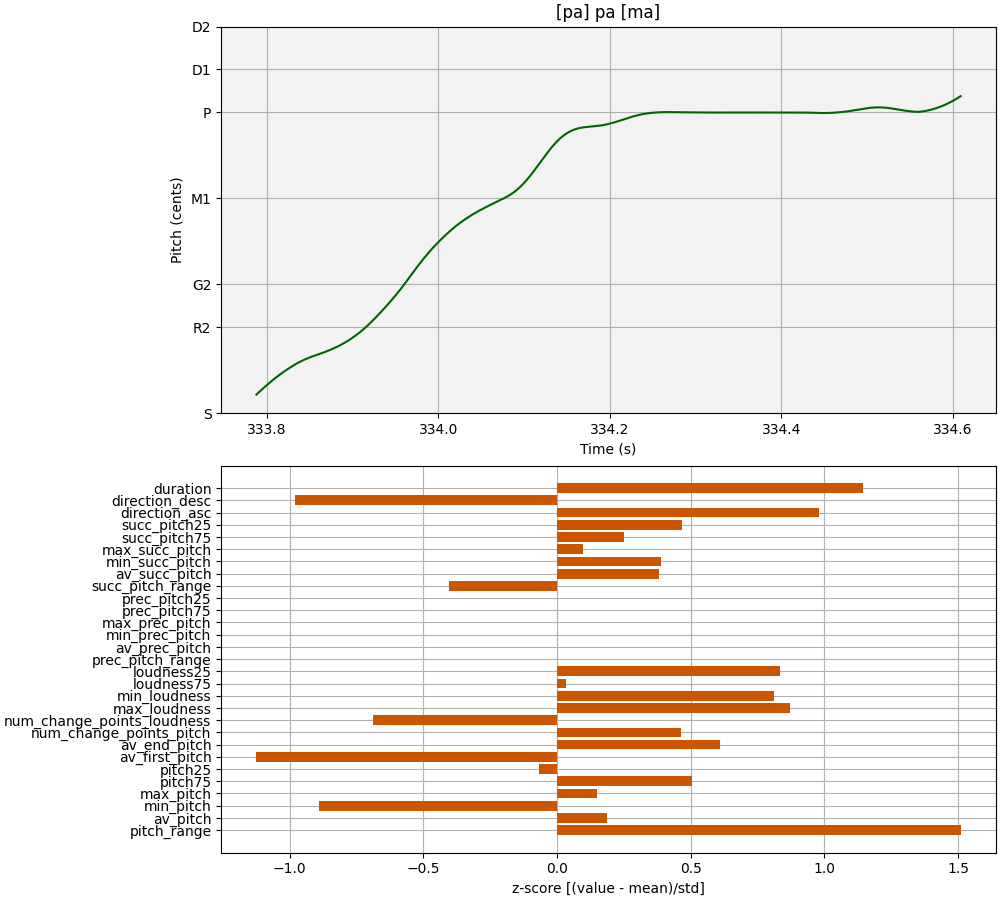 [pa] pa [ma]
D2
D1
P
M1
G2
R2
S
Pitch (cents)
333.8 334.0 334.2 334.4 334.6
Time (s)
duration
direction_desc
direction_asc
succ_pitch25
succ_pitch75
max_succ_pitch
min_succ_pitch
av_succ_pitch
succ_pitch_range
prec_pitch25
prec_pitch75
max_prec_pitch
min_prec_pitch
av_prec_pitch
prec_pitch_range
loudness25
loudness75
min_loudness
max_loudness
num_change_points_loudness
num_change_points_pitch
av_end_pitch
av_first_pitch
pitch25
pitch75
max_pitch
min_pitch
av_pitch
pitch_range
−1.0 −0.5 0.0 0.5 1.0 1.5
z-score [(value - mean)/std]